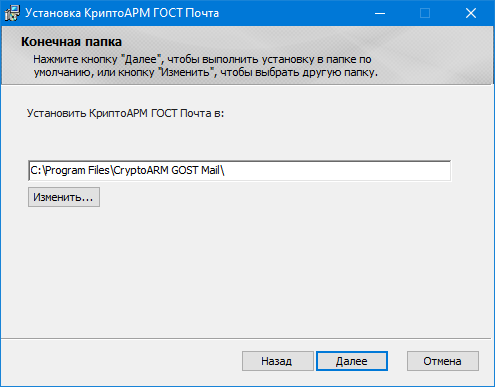 Установка КриптоАРМ ГОСТ Почта
Конечная папка
Нажмите кнопку "Далее", чтобы выполнить установку в папке по
умолчанию, или кнопку "Изменить", чтобы выбрать другую папку.
Установить КриптоАРМ ГОСТ Почта в:
C:\Program Files\CryptoARM GOST Mail\
Изменить...
Назад
Далее
Отмена